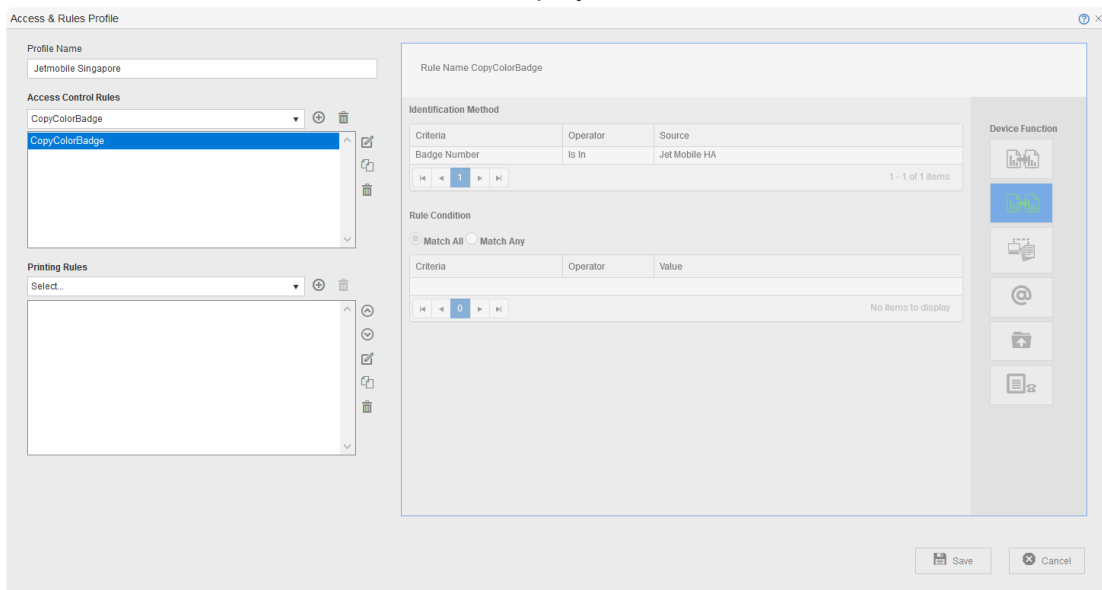 Access & Rules Profile
Profile Name
Jetmobile Singapore
Access Control Rules
CopyColorBadge
CopyColorBadge
Printing Rules
Select...
Rule Name CopyColorBadge
Identification Method
Criteria Operator Source
Badge Number Is In Jet Mobile HA
1 1 - 1 of 1 items
Rule Condition
Match All Match Any
Criteria Operator Value
0 No items to display
Device Function
@
Save Cancel